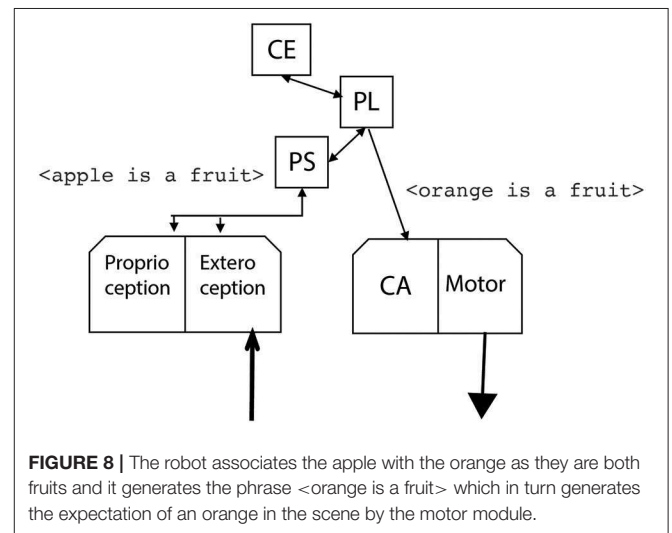 CE
PL
PS
<apple is a fruit>
<orange is a fruit>
Proprio
ception
Extero
ception
CA
Motor
FIGURE 8 | The robot associates the apple with the orange as they are both
fruits and it generates the phrase <orange is a fruit> which in turn generates
the expectation of an orange in the scene by the motor module.